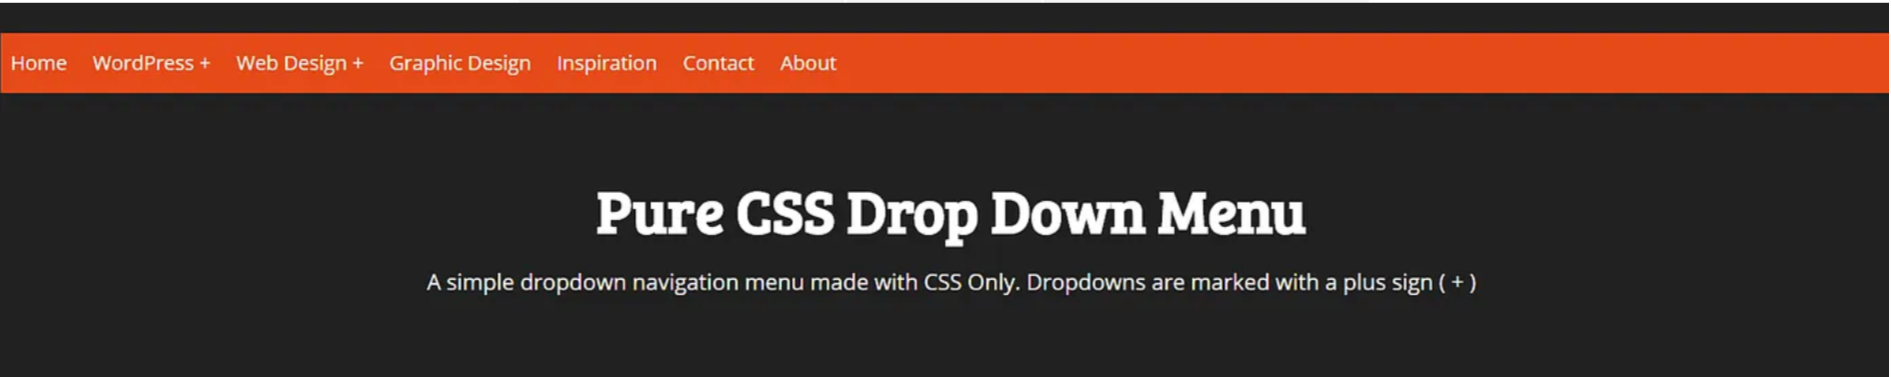 Home WordPress + Web Design + Graphic Design Inspiration Contact About
Pure CSS Drop Down Menu
A simple dropdown navigation menu made with CSS Only. Dropdowns are marked with a plus sign ( + )